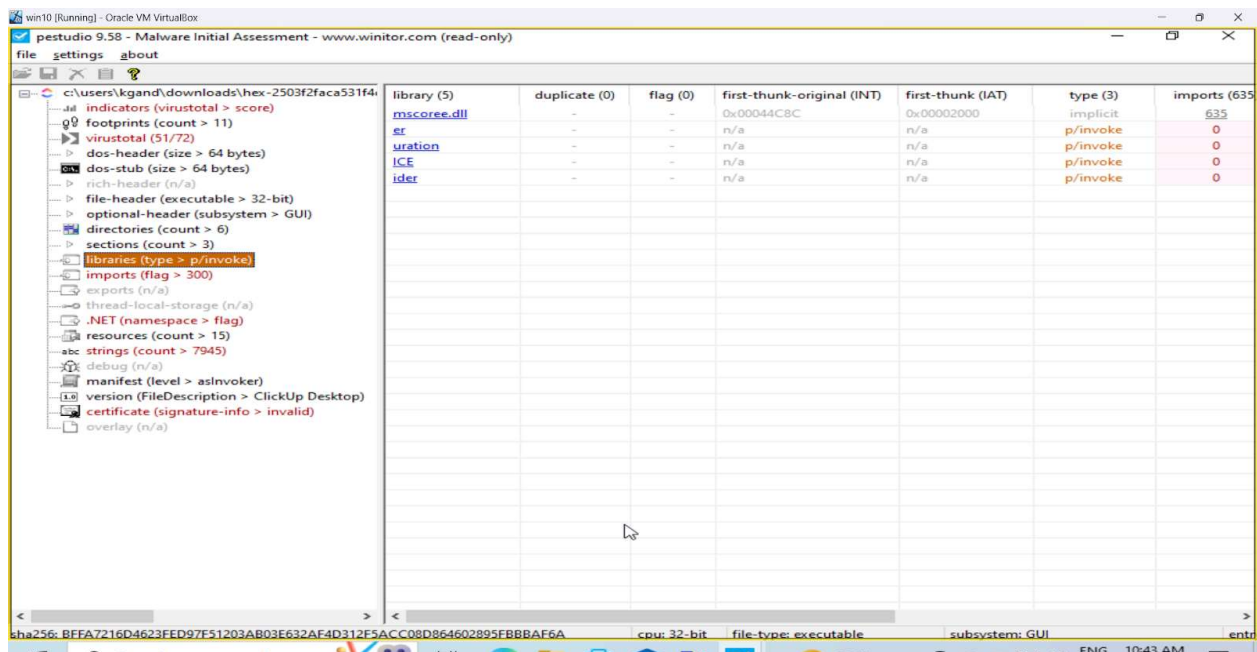 win10 [Running] - Oracle VM VirtualBox
pestudio 9.58 - Malware Initial Assessment - www.winitor.com (read-only)
file settings about
c:\users\kgand\downloads\hex-2503f2faca531f4
indicators (virustotal > score)
footprints (count > 11)
virustotal (51/72)
dos-header (size > 64 bytes)
dos-stub (size > 64 bytes)
rich-header (n/a)
file-header (executable > 32-bit)
optional-header (subsystem > GUI)
directories (count > 6)
sections (count > 3)
libraries (type > p/invoke)
imports (flag > 300)
exports (n/a)
thread-local-storage (n/a)
.NET (namespace > flag)
resources (count > 15)
abc strings (count > 7945)
debug (n/a)
manifest (level > asInvoker)
1.0 version (FileDescription > ClickUp Desktop)
certificate (signature-info > invalid)
overlay (n/a)
library (5) duplicate (0) flag (0) first-thunk-original (INT) first-thunk (IAT) type (3) imports (635
mscoree.dll - - 0x00044C8C 0x00002000 implicit 635
er - - n/a n/a p/invoke 0
uration - - n/a n/a p/invoke 0
ICE - - n/a n/a p/invoke 0
ider - - n/a n/a p/invoke 0
sha256: BFFA7216D4623FED97F51203AB03E632AF4D312F5ACC08D864602895FBBBAF6A cpu: 32-bit file-type: executable subsystem: GUI entr
ENG 10:43 AM